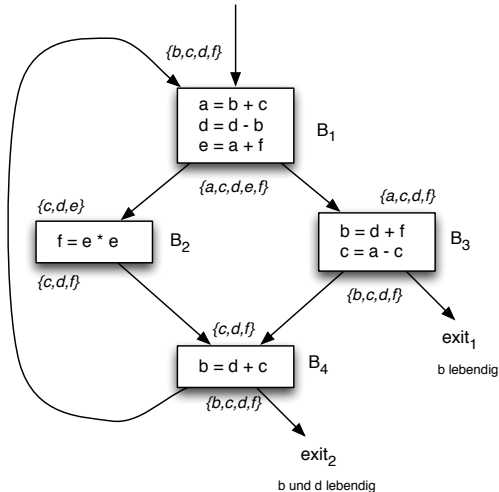 {b,c,d,f}
a = b + c
d = d - b
e = a + f
B1
{a,c,d,e,f}
{c,d,e}
f = e * e
B2
{c,d,f}
{a,c,d,f}
b = d + f
c = a - c
B3
{b,c,d,f}
exit1
b lebendig
{c,d,f}
b = d + c
B4
{b,c,d,f}
exit2
b und d lebendig